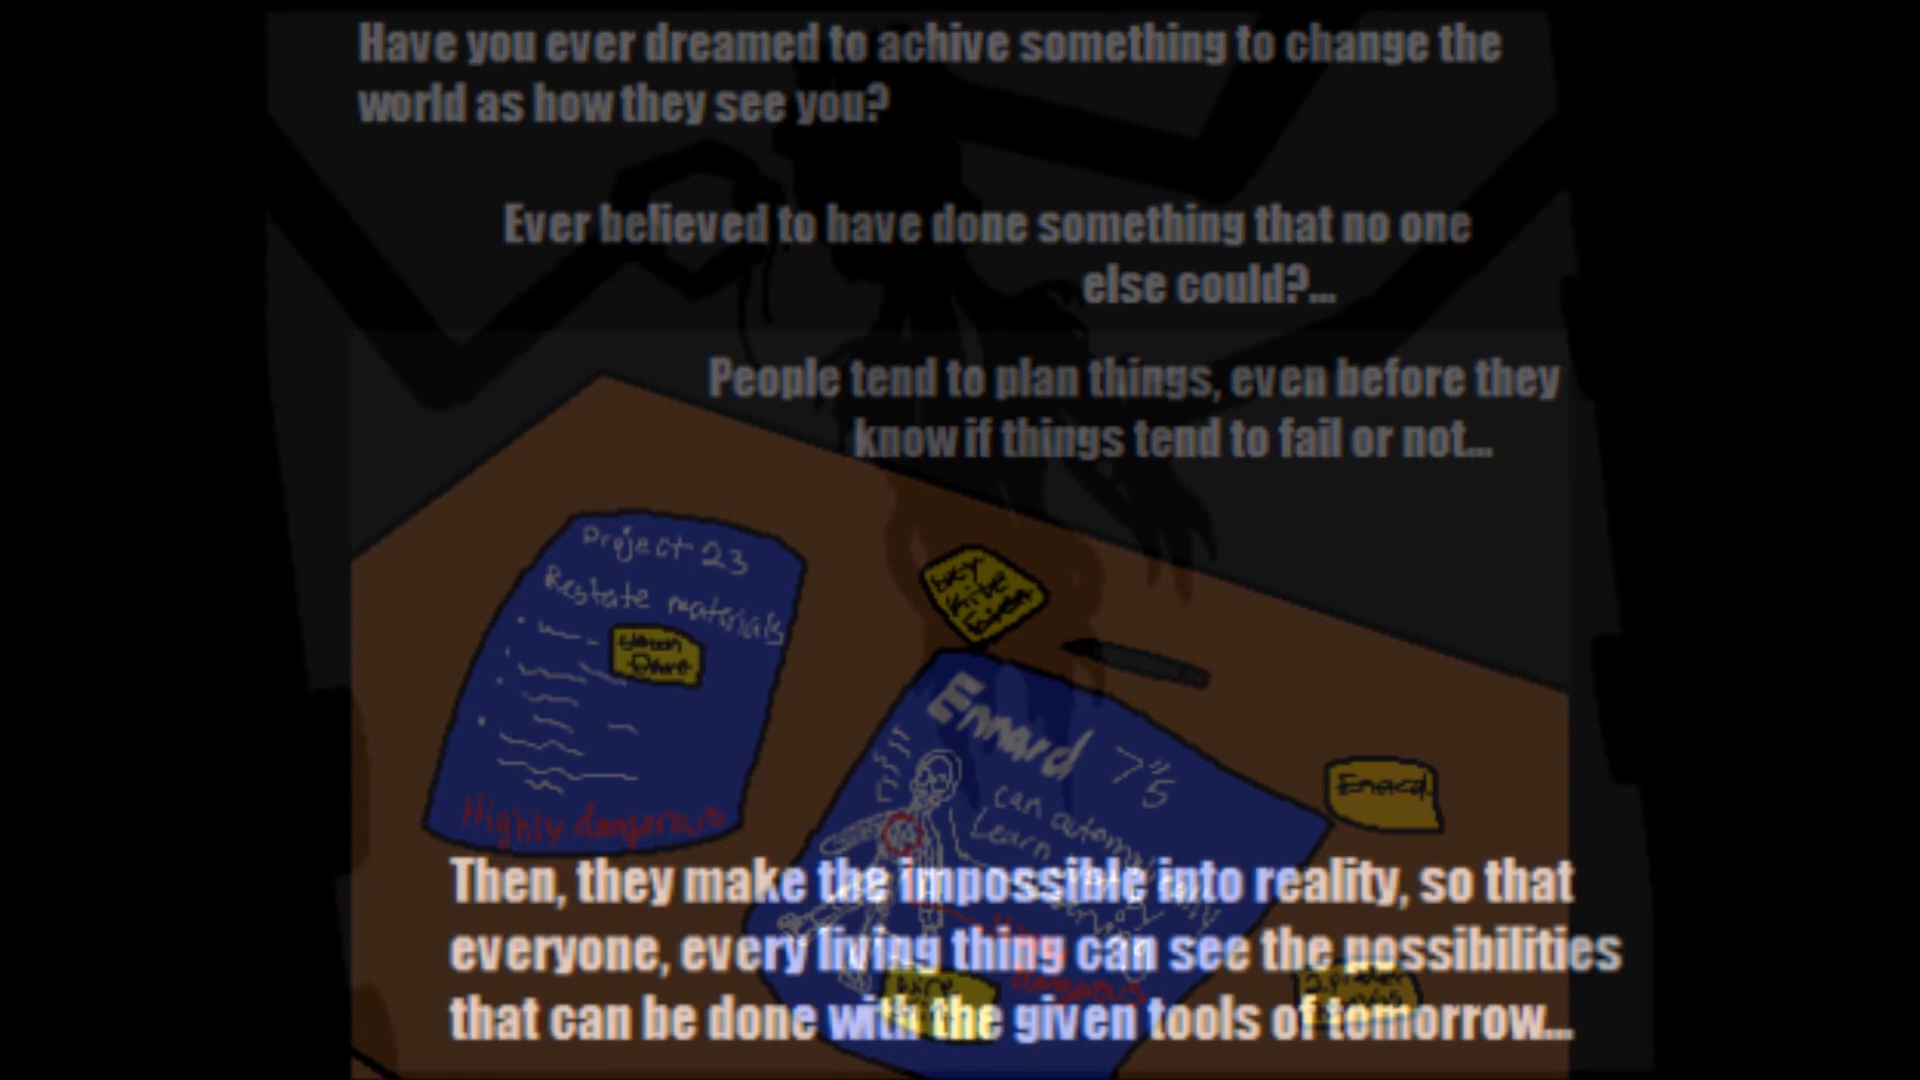 Have you ever dreamed to achive something to change the
world as how they see you?
Ever believed to have done something that no one
else could?...
People tend to plan things, even before they
know if things tend to fail or not...
Project 23
Restate materials
Highly dangerous
Ennard 7"5
can automatically
Learn
Then, they make the impossible into reality, so that
everyone, every living thing can see the possibilities
that can be done with the given tools of tomorrow...